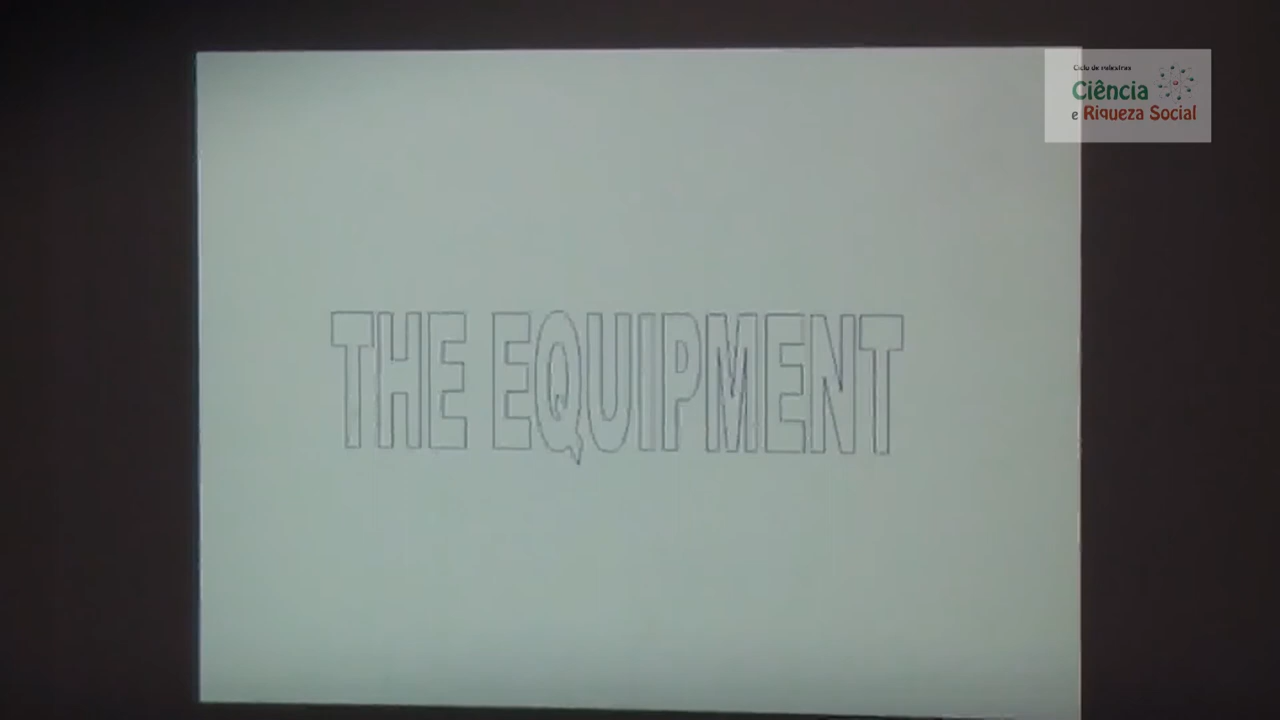 Ciclo de palestras
Ciência
e Riqueza Social
THE EQUIPMENT